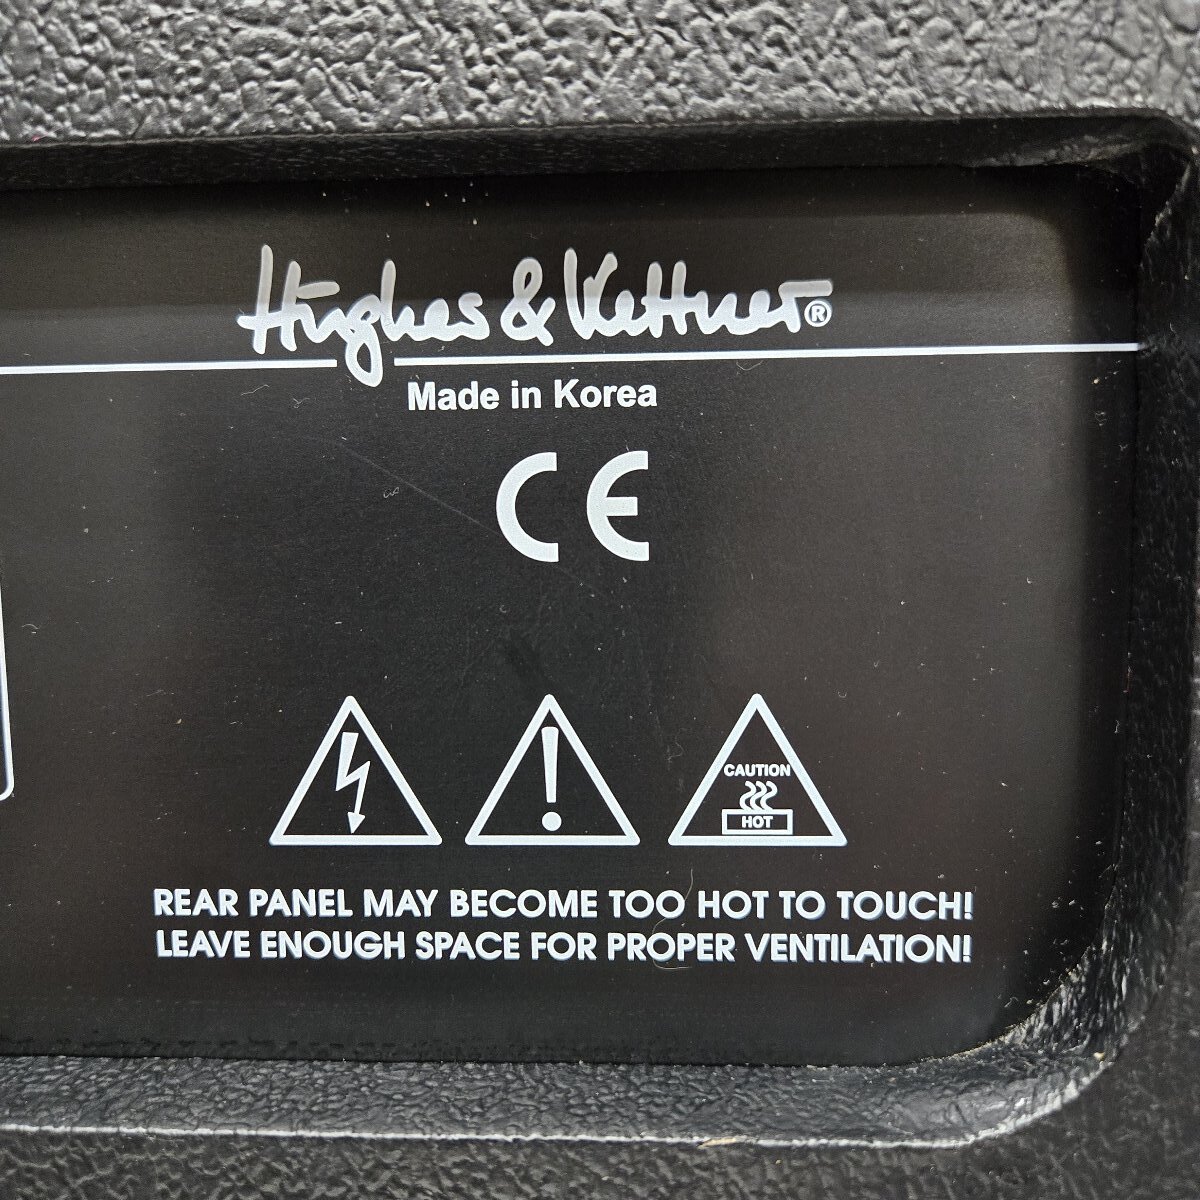 Hughes & Kettner®
Made in Korea
CE
CAUTION
HOT
REAR PANEL MAY BECOME TOO HOT TO TOUCH!
LEAVE ENOUGH SPACE FOR PROPER VENTILATION!